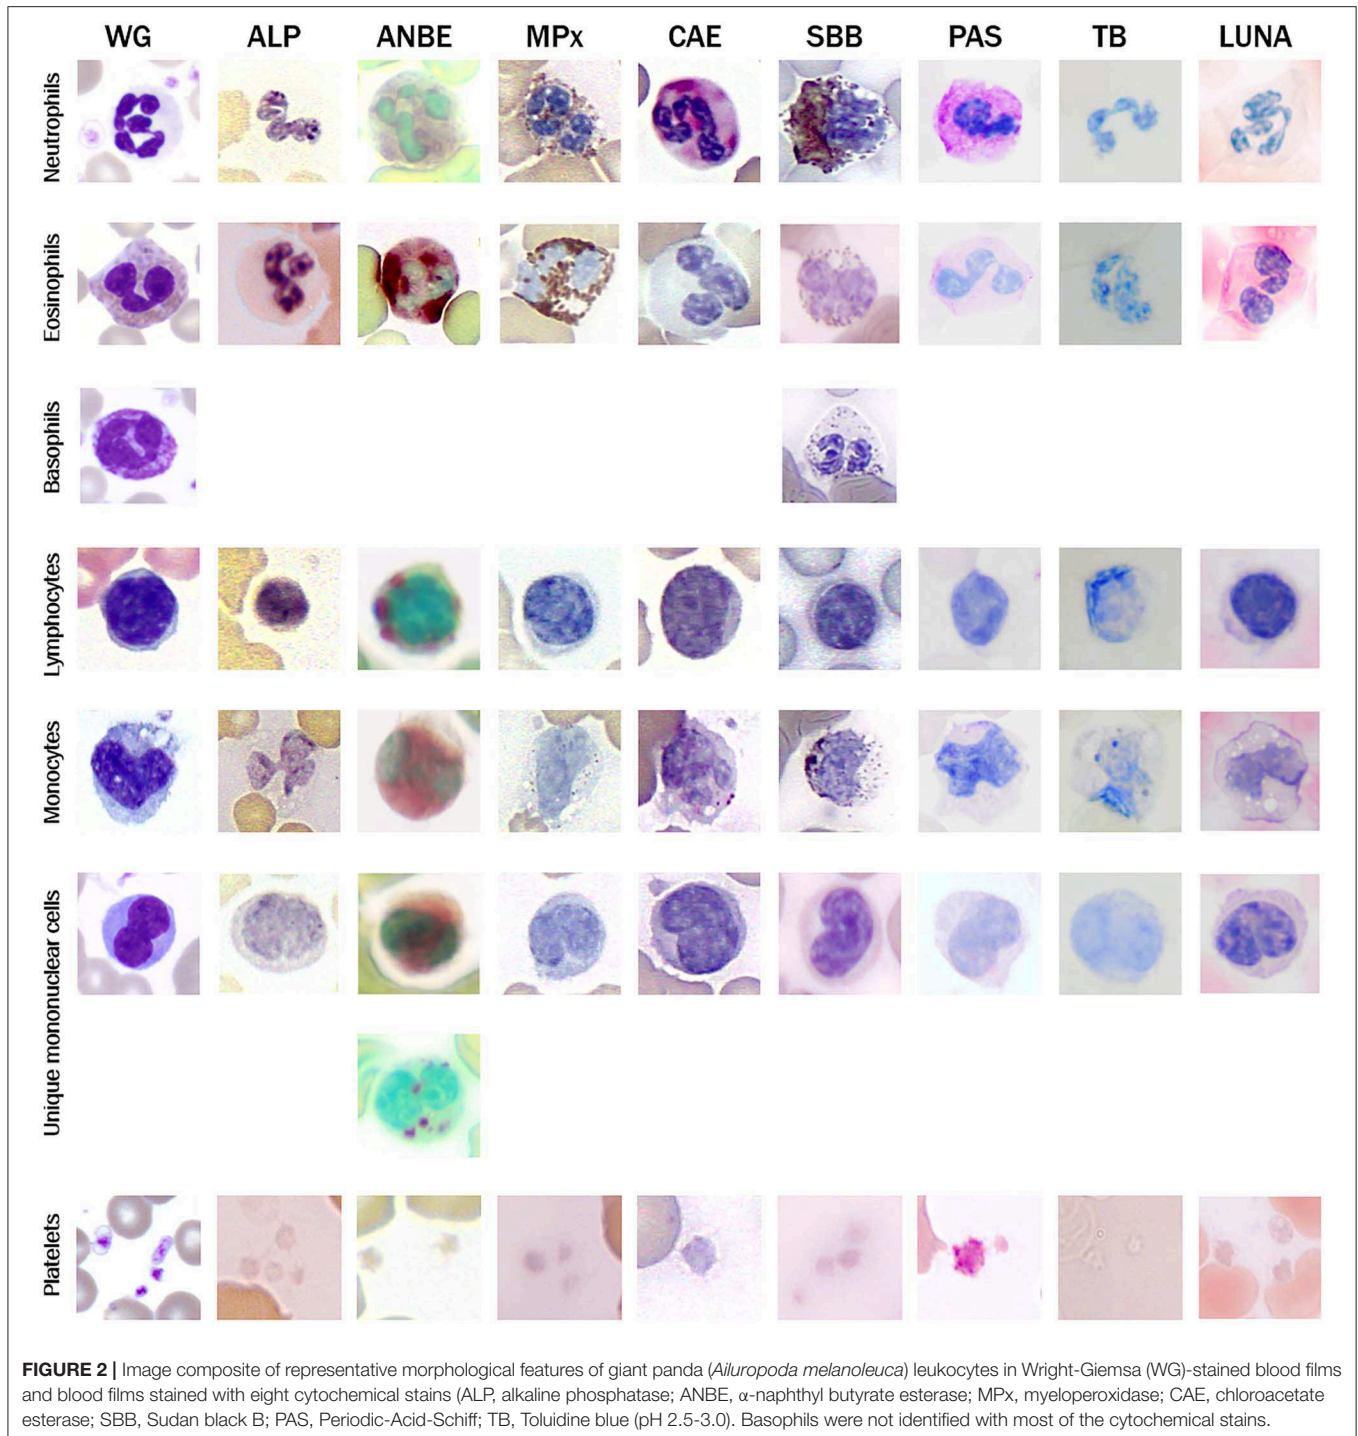 WG ALP ANBE MPx CAE SBB PAS TB LUNA
Neutrophils
Eosinophils
Basophils
Lymphocytes
Monocytes
Unique mononuclear cells
Platelets
FIGURE 2 | Image composite of representative morphological features of giant panda (Ailuropoda melanoleuca) leukocytes in Wright-Giemsa (WG)-stained blood films
and blood films stained with eight cytochemical stains (ALP, alkaline phosphatase; ANBE, α-naphthyl butyrate esterase; MPx, myeloperoxidase; CAE, chloroacetate
esterase; SBB, Sudan black B; PAS, Periodic-Acid-Schiff; TB, Toluidine blue (pH 2.5-3.0). Basophils were not identified with most of the cytochemical stains.